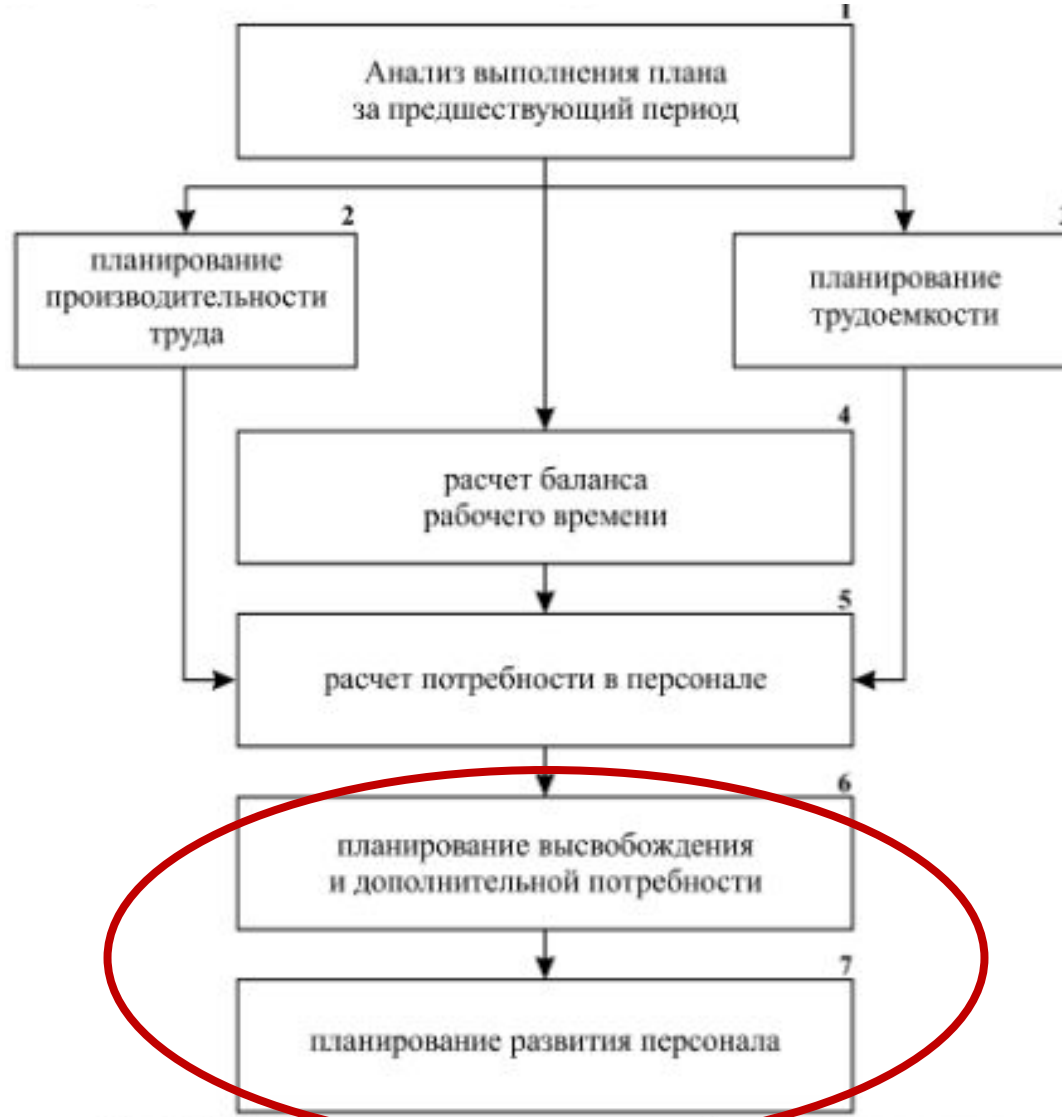 1
Анализ выполнения плана
за предшествующий период
2
планирование
производительности
труда
3
планирование
трудоемкости
4
расчет баланса
рабочего времени
5
расчет потребности в персонале
6
планирование высвобождения
и дополнительной потребности
7
планирование развития персонала